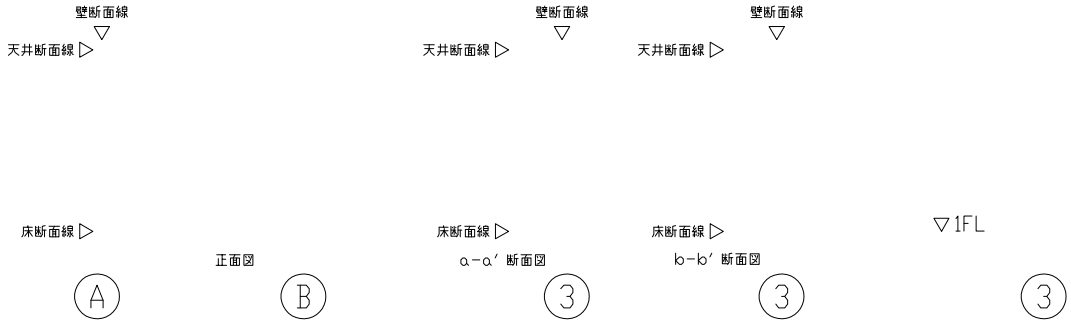 壁断面線
壁断面線
壁断面線
▽
▽
▽
天井断面線▷
天井断面線▷
天井断面線▷
床断面線▷
床断面線▷
床断面線▷
▽1FL
正面図
a-a′ 断面図
b-b′ 断面図
A
B
3
3
3